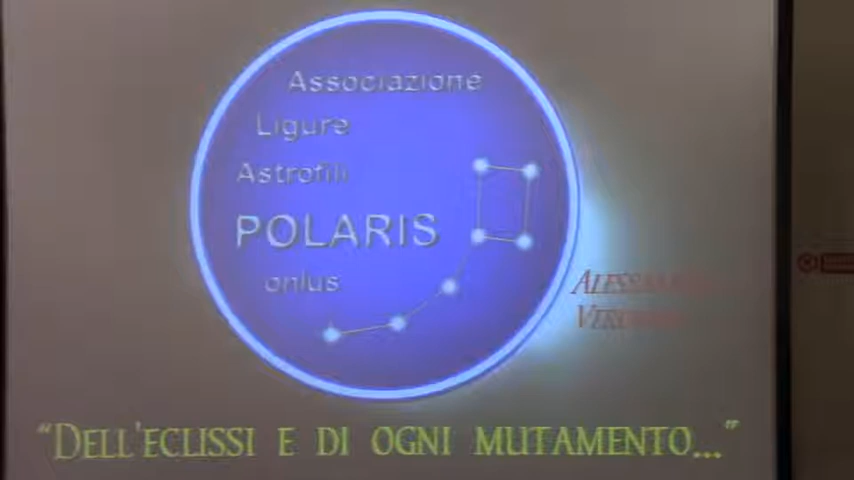 Associazione
Ligure
Astrofili
POLARIS
onlus
"DELL'ECLISSI E DI OGNI MUTAMENTO..."